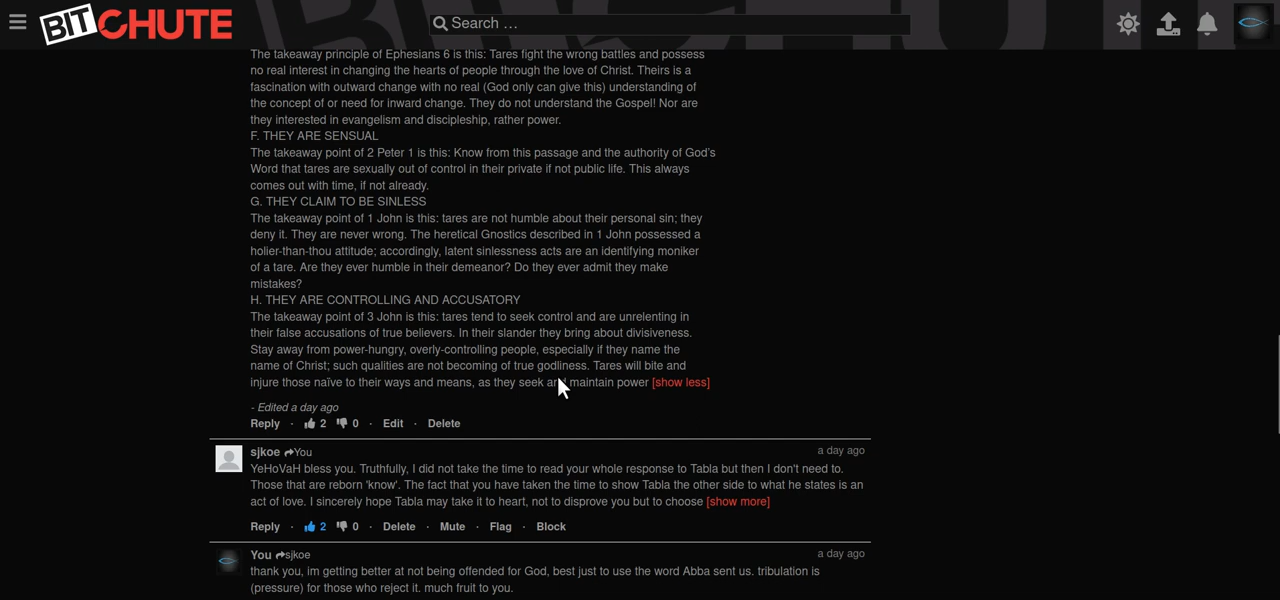 BITCHUTE
Search ...
The takeaway principle of Ephesians 6 is this: Tares fight the wrong battles and possess
no real interest in changing the hearts of people through the love of Christ. Theirs is a
fascination with outward change with no real (God only can give this) understanding of
the concept of or need for inward change. They do not understand the Gospel! Nor are
they interested in evangelism and discipleship, rather power.
F. THEY ARE SENSUAL
The takeaway point of 2 Peter 1 is this: Know from this passage and the authority of God's
Word that tares are sexually out of control in their private if not public life. This always
comes out with time, if not already.
G. THEY CLAIM TO BE SINLESS
The takeaway point of 1 John is this: tares are not humble about their personal sin; they
deny it. They are never wrong. The heretical Gnostics described in 1 John possessed a
holier-than-thou attitude; accordingly, latent sinlessness acts are an identifying moniker
of a tare. Are they ever humble in their demeanor? Do they ever admit they make
mistakes?
H. THEY ARE CONTROLLING AND ACCUSATORY
The takeaway point of 3 John is this: tares tend to seek control and are unrelenting in
their false accusations of true believers. In their slander they bring about divisiveness.
Stay away from power-hungry, overly-controlling people, especially if they name the
name of Christ; such qualities are not becoming of true godliness. Tares will bite and
injure those naïve to their ways and means, as they seek and maintain power [show less]
- Edited a day ago
Reply · 2 0 · Edit · Delete
sjkoe You a day ago
YeHoVaH bless you. Truthfully, I did not take the time to read your whole response to Tabla but then I don't need to.
Those that are reborn 'know'. The fact that you have taken the time to show Tabla the other side to what he states is an
act of love. I sincerely hope Tabla may take it to heart, not to disprove you but to choose [show more]
Reply · 2 0 · Delete · Mute · Flag · Block
You sjkoe a day ago
thank you, im getting better at not being offended for God, best just to use the word Abba sent us. tribulation is
(pressure) for those who reject it. much fruit to you.